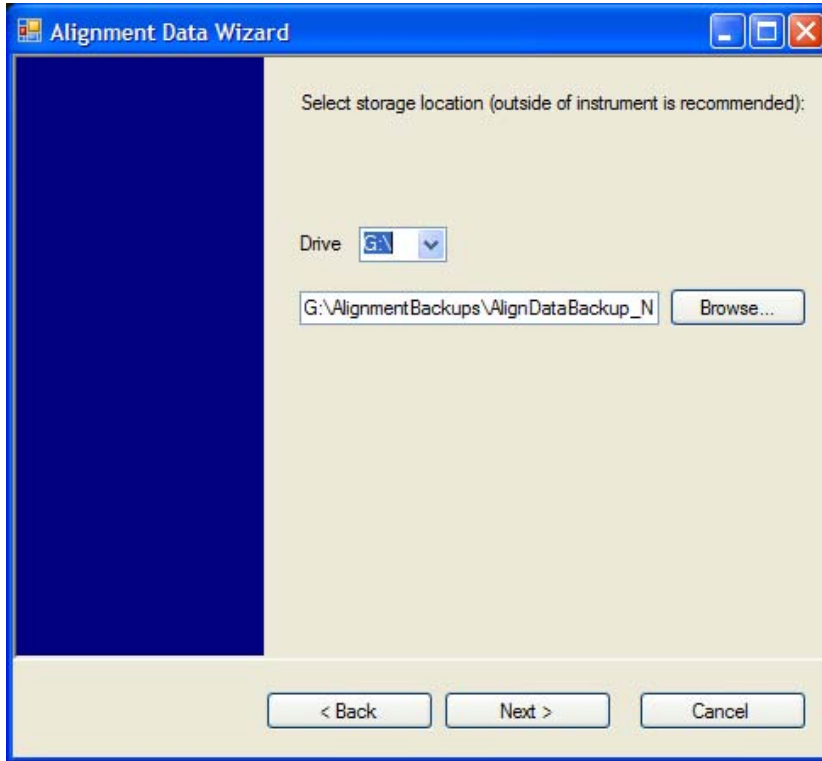 Alignment Data Wizard
Select storage location (outside of instrument is recommended):
Drive G:\
G:\AlignmentBackups\AlignDataBackup_N Browse...
< Back Next > Cancel